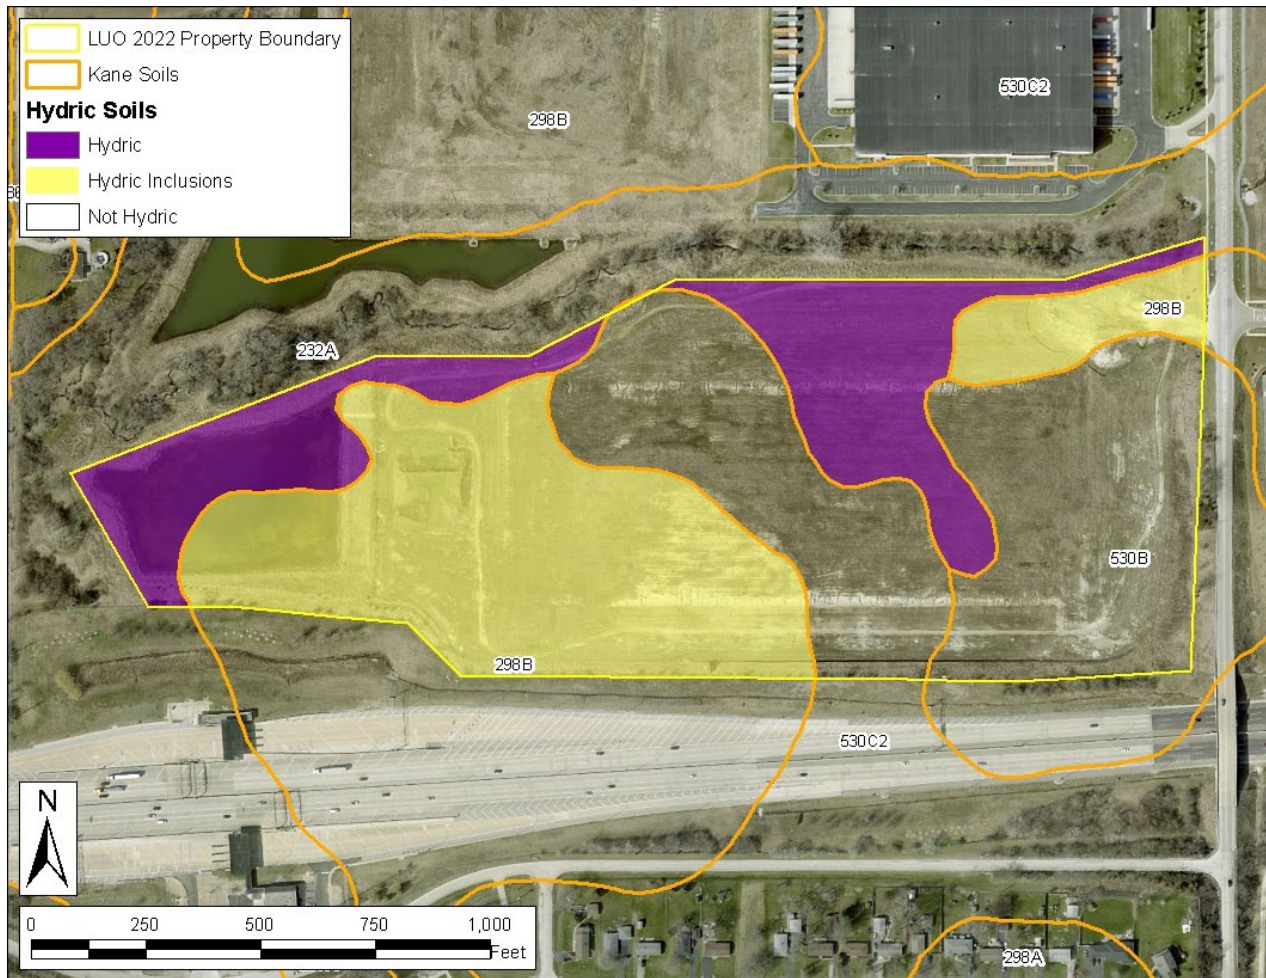 LUO 2022 Property Boundary
Kane Soils
Hydric Soils
Hydric
Hydric Inclusions
Not Hydric
530C2
298B
298B
232A
530B
298B
530C2
N
0 250 500 750 1,000
Feet
298A